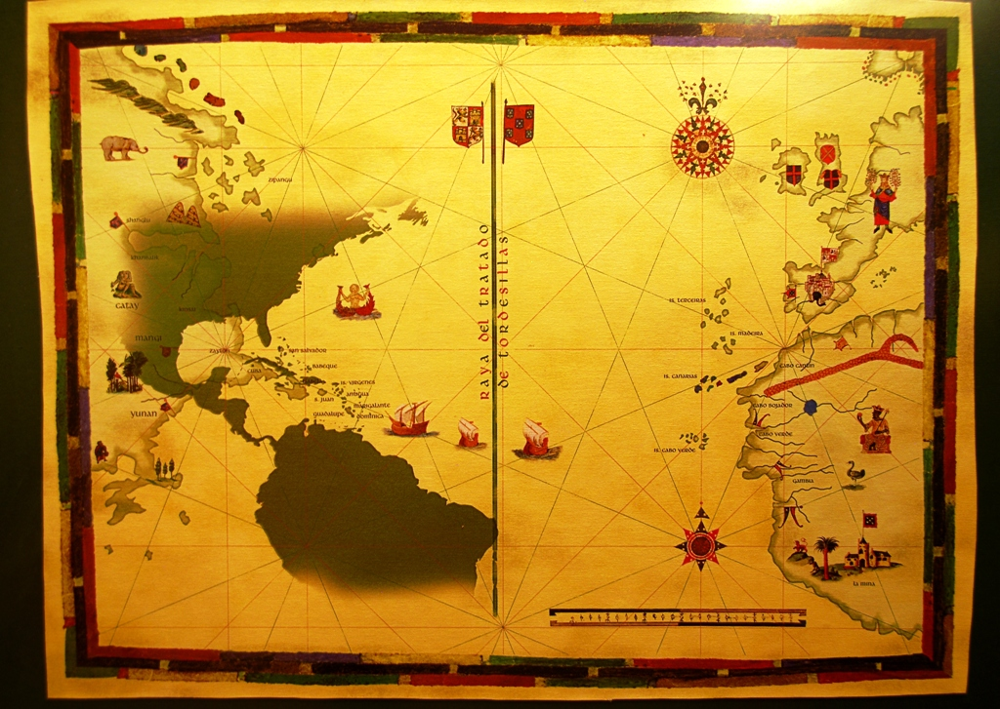 ZIPANGU
SHINGIU
CATAY
MANGI
ZAYTON
YUNAN
SAN SALVADOR
BABEQUE
CUBA
IS. VIRGENES
ANTIGUA
S. JUAN
MARIGALANTE
GUADALUPE
DOMINICA
RAYA DEL TRATADO
DE TORDESILLAS
IS. TERCEIRAS
IS. MADEIRA
IS. CANARIAS
IS. CABO VERDE
CABO CANTIN
CABO BOJADOR
CABO VERDE
GAMBIA
LA MINA